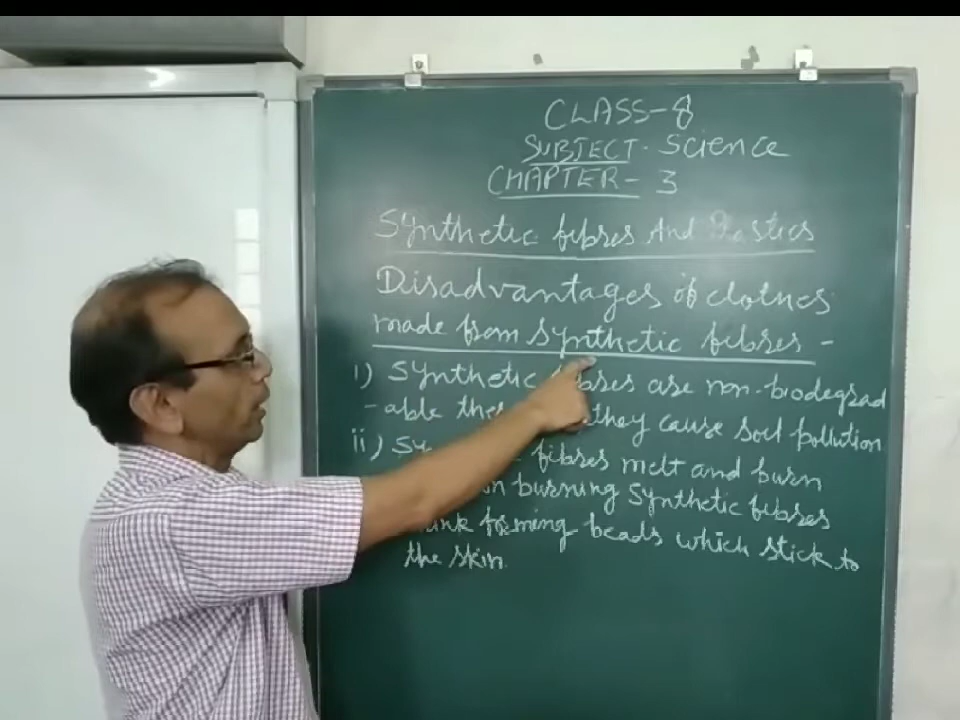 CLASS-8
SUBJECT- Science
CHAPTER- 3
Synthetic fibres And Plastics
Disadvantages of clothes
made from synthetic fibres -
i) Synthetic fibres are non-biodegrad
-able they cause soil pollution
ii) fibres melt and burn
on burning synthetic fibres
forming beads which stick to
the skin.